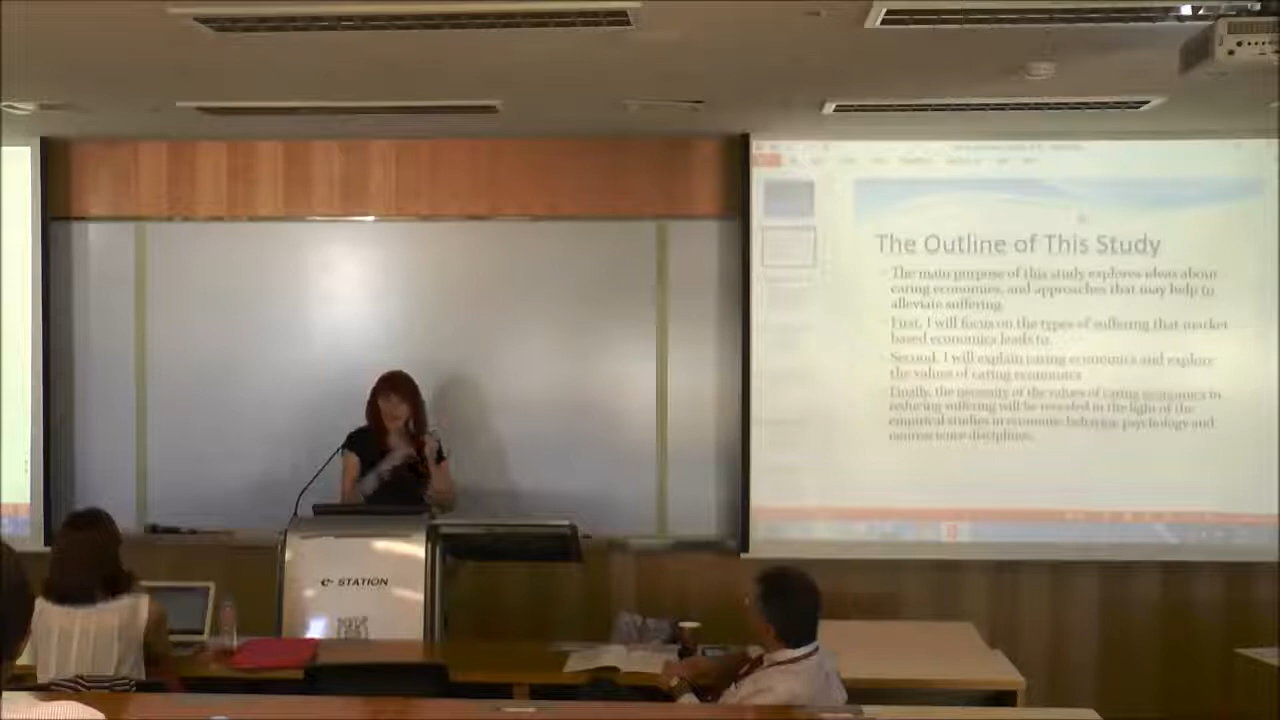 The Outline of This Study
The main purpose of this study explores ideas about
caring economies, and approaches that may help to
alleviate suffering.
First, I will focus on the types of suffering that market
based economics leads to.
Second, I will explain caring economics and explore
the values of caring economics
Finally, the necessity of the values of caring economics in
reducing suffering will be revealed in the light of the
empirical studies in economic behavior, psychology and
neuroscience disciplines.
e-STATION